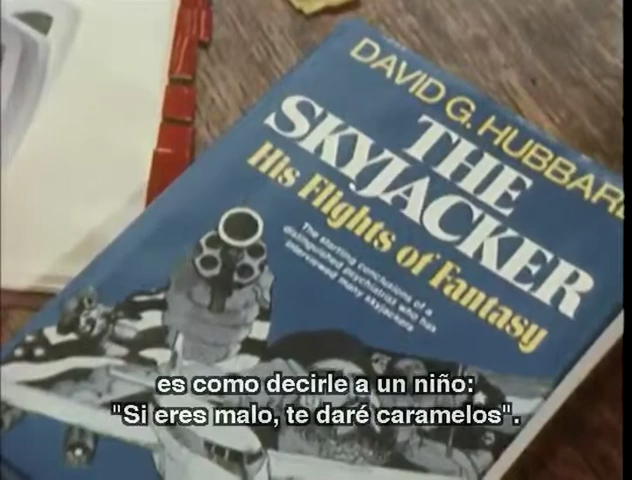 DAVID G. HUBBARD
THE
SKYJACKER
His Flights of Fantasy
The startling conclusions of a
distinguished psychiatrist who has
interviewed many skyjackers
es como decirle a un niño:
"Si eres malo, te daré caramelos".